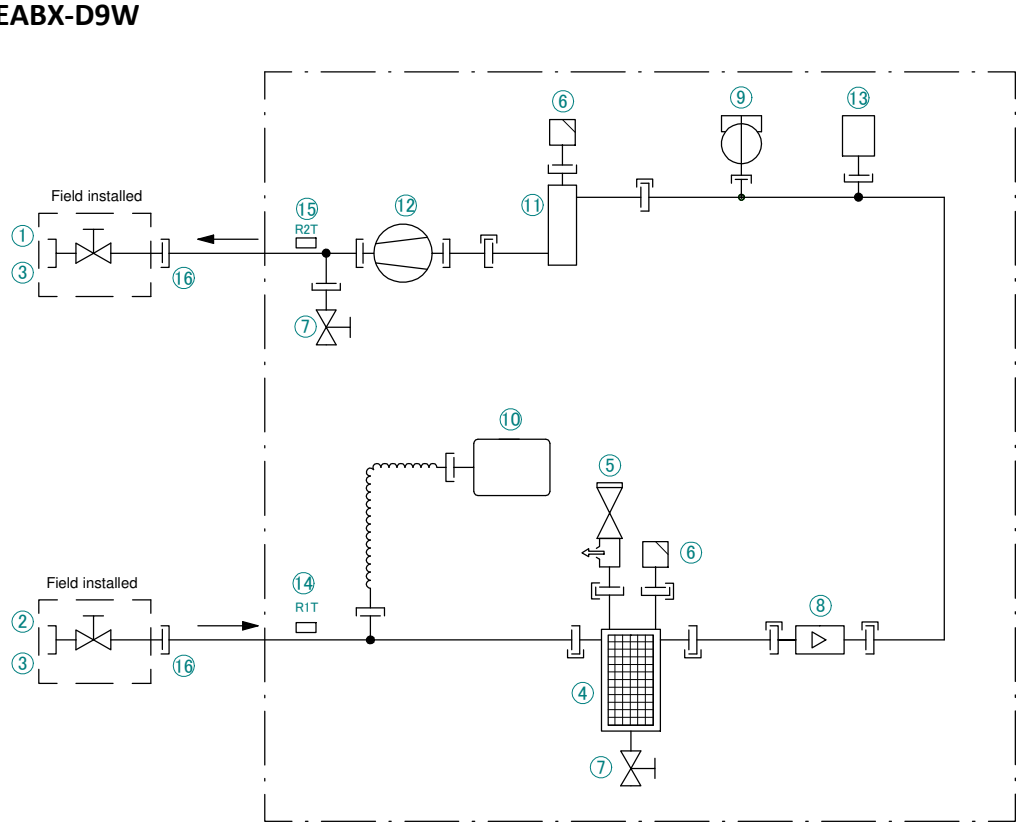 EABX-D9W
⑥ ⑨ ⑬
Field installed
① ⑮ ⑫ ⑪
R2T
③ ⑯
⑦
⑩
⑤
⑥
Field installed
⑭
② R1T ⑧
③ ⑯
④
⑦